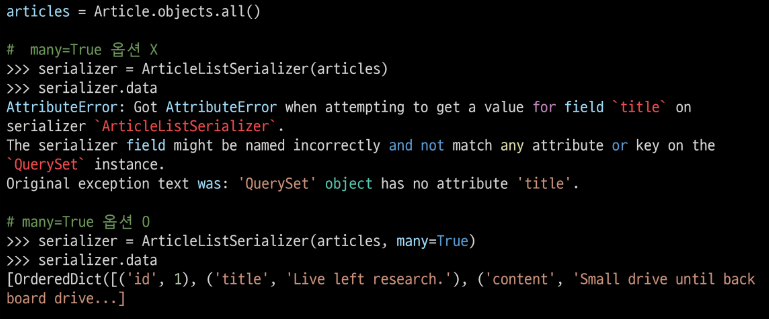 articles = Article.objects.all()
#  many=True 옵션 X
>>> serializer = ArticleListSerializer(articles)
>>> serializer.data
AttributeError: Got AttributeError when attempting to get a value for field `title` on
serializer `ArticleListSerializer`.
The serializer field might be named incorrectly and not match any attribute or key on the
`QuerySet` instance.
Original exception text was: 'QuerySet' object has no attribute 'title'.
# many=True 옵션 O
>>> serializer = ArticleListSerializer(articles, many=True)
>>> serializer.data
[OrderedDict([('id', 1), ('title', 'Live left research.'), ('content', 'Small drive until back
board drive...]